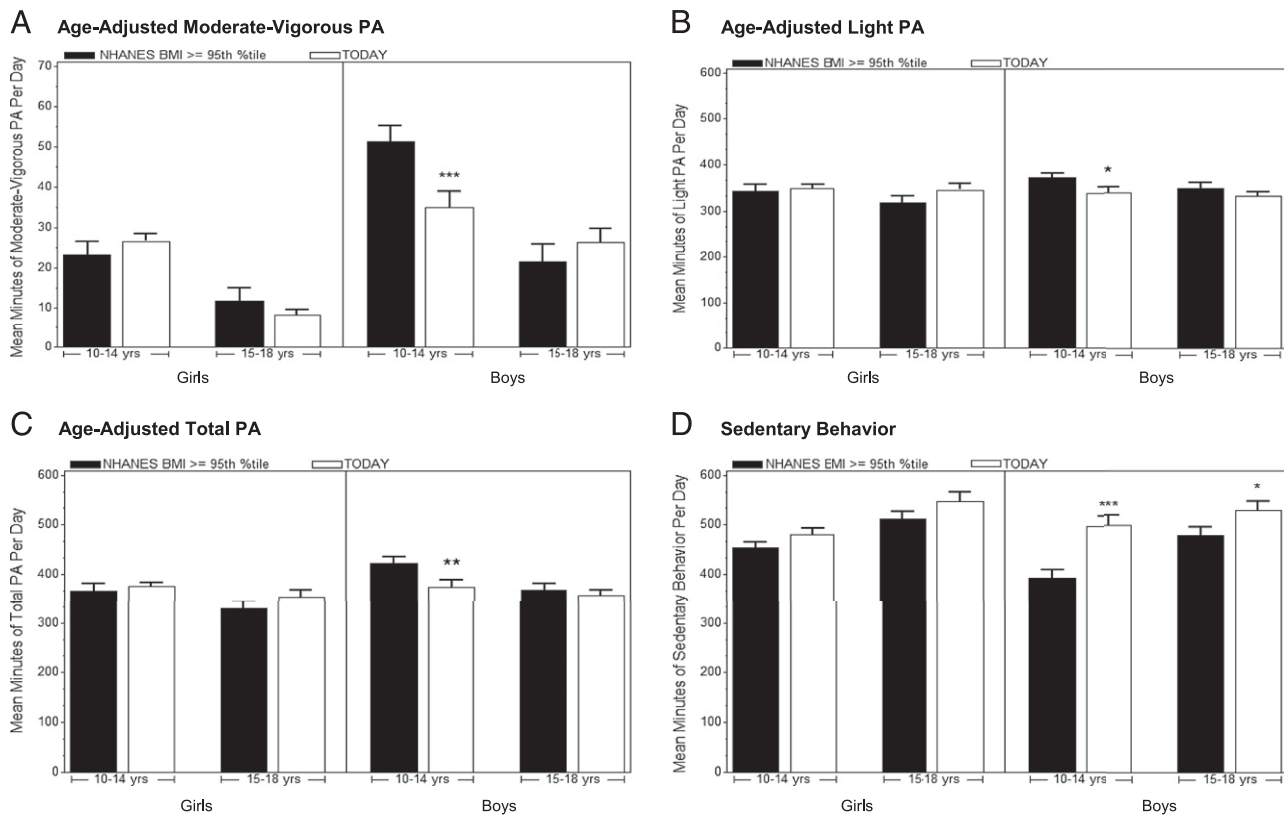 A Age-Adjusted Moderate-Vigorous PA
NHANES BMI >= 95th %tile TODAY
Mean Minutes of Moderate-Vigorous PA Per Day
70
60
50
40
30
20
10
0
***
10-14 yrs 15-18 yrs 10-14 yrs 15-18 yrs
Girls Boys
B Age-Adjusted Light PA
NHANES BMI >= 95th %tile TODAY
Mean Minutes of Light PA Per Day
600
500
400
300
200
100
0
*
10-14 yrs 15-18 yrs 10-14 yrs 15-18 yrs
Girls Boys
C Age-Adjusted Total PA
NHANES BMI >= 95th %tile TODAY
Mean Minutes of Total PA Per Day
600
500
400
300
200
100
0
**
10-14 yrs 15-18 yrs 10-14 yrs 15-18 yrs
Girls Boys
D Sedentary Behavior
NHANES EMI >= 95th %tile TODAY
Mean Minutes of Sedentary Behavior Per Day
600
500
400
300
200
100
0
*** *
10-14 yrs 15-18 yrs 10-14 yrs 15-18 yrs
Girls Boys